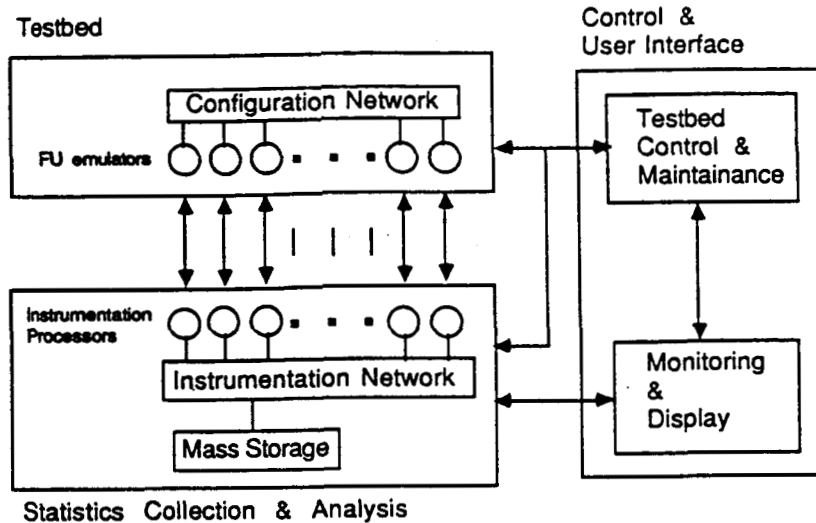 Testbed
Control &
User Interface
Configuration Network
FU emulators
Testbed
Control &
Maintainance
Instrumentation
Processors
Instrumentation Network
Mass Storage
Monitoring
&
Display
Statistics Collection & Analysis